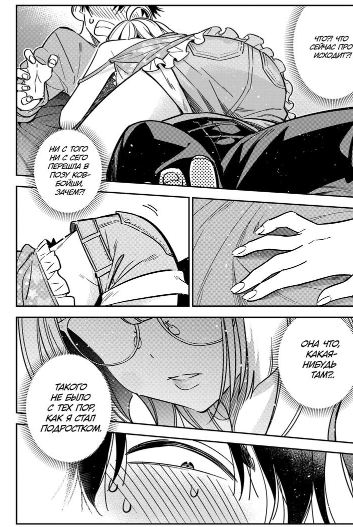 ЧТО?! ЧТО
СЕЙЧАС ПРО
ИСХОДИТ?!
НИ С ТОГО
НИ С СЕГО
ПЕРЕШЛА В
ПОЗУ КОВ-
БОЙШИ,
ЗАЧЕМ?!
ОНА ЧТО,
КАКАЯ-
НИБУДЬ
ТАМ?..
ТАКОГО
НЕ БЫЛО
С ТЕХ ПОР,
КАК Я СТАЛ
ПОДРОСТКОМ.